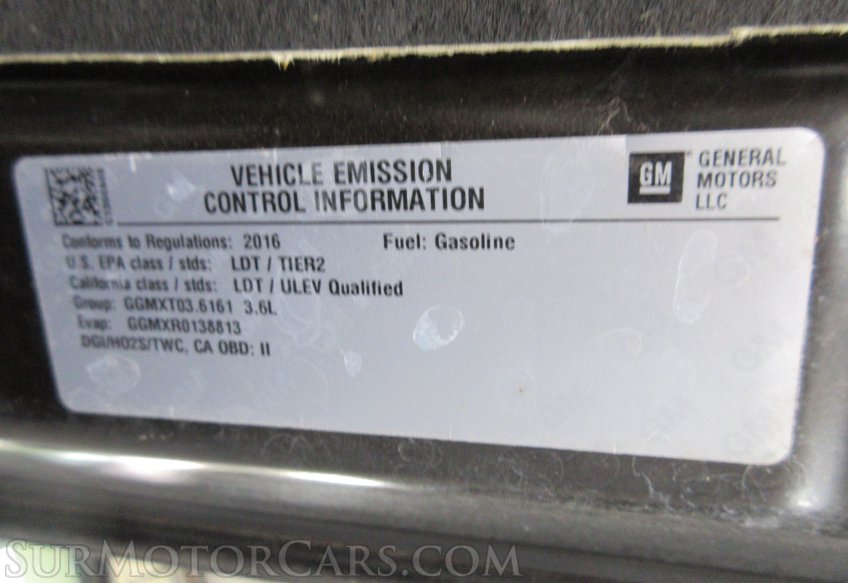 VEHICLE EMISSION
CONTROL INFORMATION
GM
GENERAL
MOTORS
LLC
Conforms to Regulations: 2016 Fuel: Gasoline
U.S. EPA class / stds: LDT / TIER2
California class / stds: LDT / ULEV Qualified
Group: GGMXT03.6161 3.6L
Evap: GGMXR0138813
DGI/HO2S/TWC, CA OBD: II
SURMOTORCARS.COM